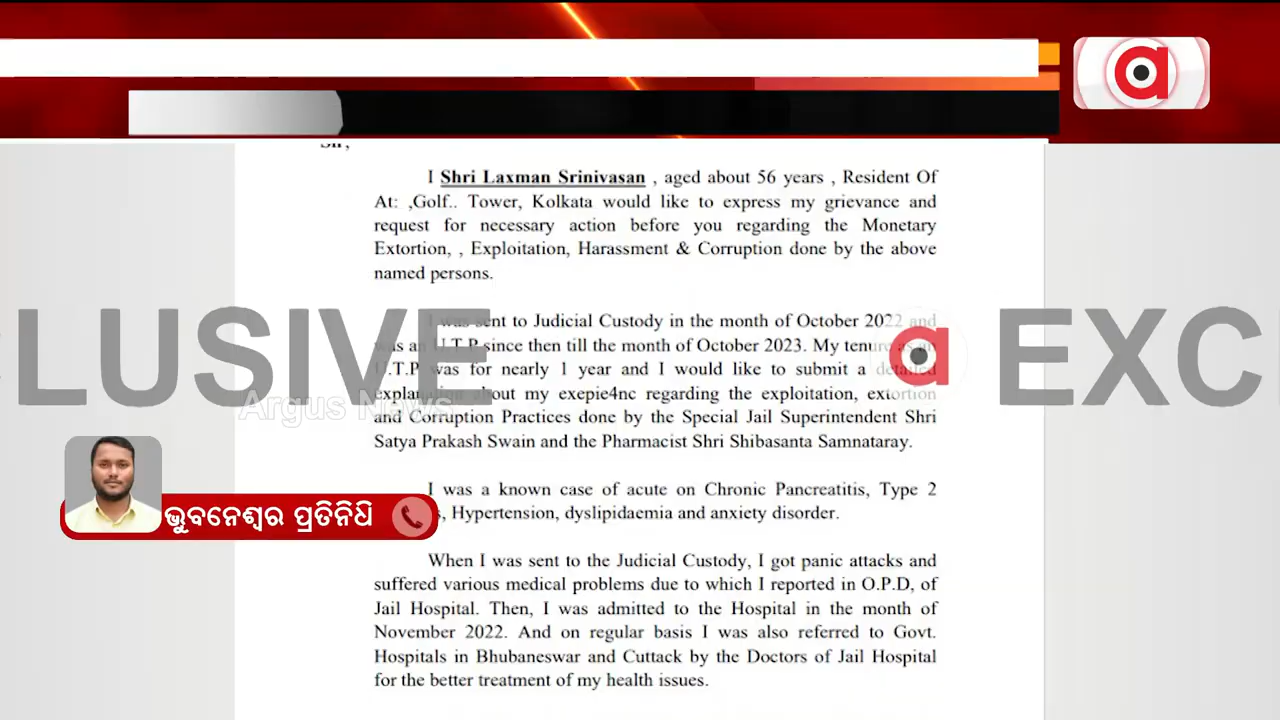 Sir,
I Shri Laxman Srinivasan , aged about 56 years , Resident Of
At: ,Golf.. Tower, Kolkata would like to express my grievance and
request for necessary action before you regarding the Monetary
Extortion, , Exploitation, Harassment & Corruption done by the above
named persons.
I was sent to Judicial Custody in the month of October 2022 and
was an U.T.P since then till the month of October 2023. My tenure as an
U.T.P was for nearly 1 year and I would like to submit a detailed
explanation about my exepie4nc regarding the exploitation, extortion
and Corruption Practices done by the Special Jail Superintendent Shri
Satya Prakash Swain and the Pharmacist Shri Shibasanta Samnataray.
I was a known case of acute on Chronic Pancreatitis, Type 2
, Hypertension, dyslipidaemia and anxiety disorder.
When I was sent to the Judicial Custody, I got panic attacks and
suffered various medical problems due to which I reported in O.P.D, of
Jail Hospital. Then, I was admitted to the Hospital in the month of
November 2022. And on regular basis I was also referred to Govt.
Hospitals in Bhubaneswar and Cuttack by the Doctors of Jail Hospital
for the better treatment of my health issues.
LUSIVE a EXC
Argus News
ଭୁବନେଶ୍ୱର ପ୍ରତିନିଧି
a